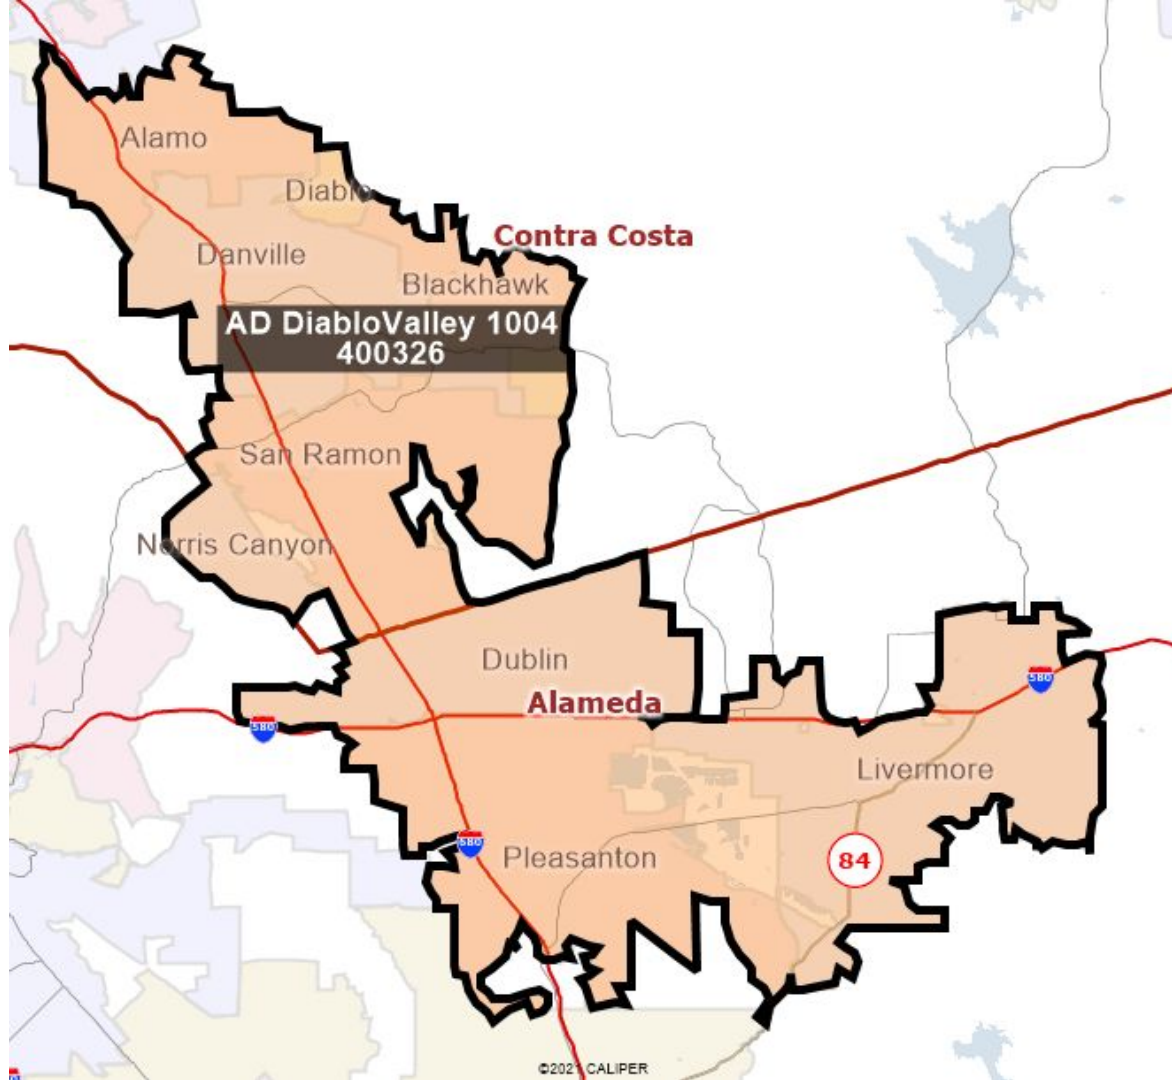 Alamo
Diablo
Contra Costa
Danville
Blackhawk
AD DiabloValley 1004
400326
San Ramon
Norris Canyon
Dublin
580
Alameda
580
Livermore
580
Pleasanton
84
©2021 CALIPER